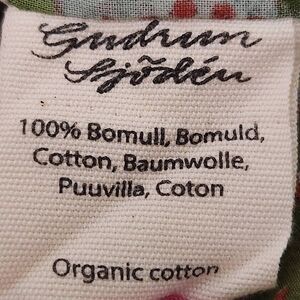 Gudrun
Sjödén
100% Bomull, Bomuld,
Cotton, Baumwolle,
Puuvilla, Coton
Organic cotton